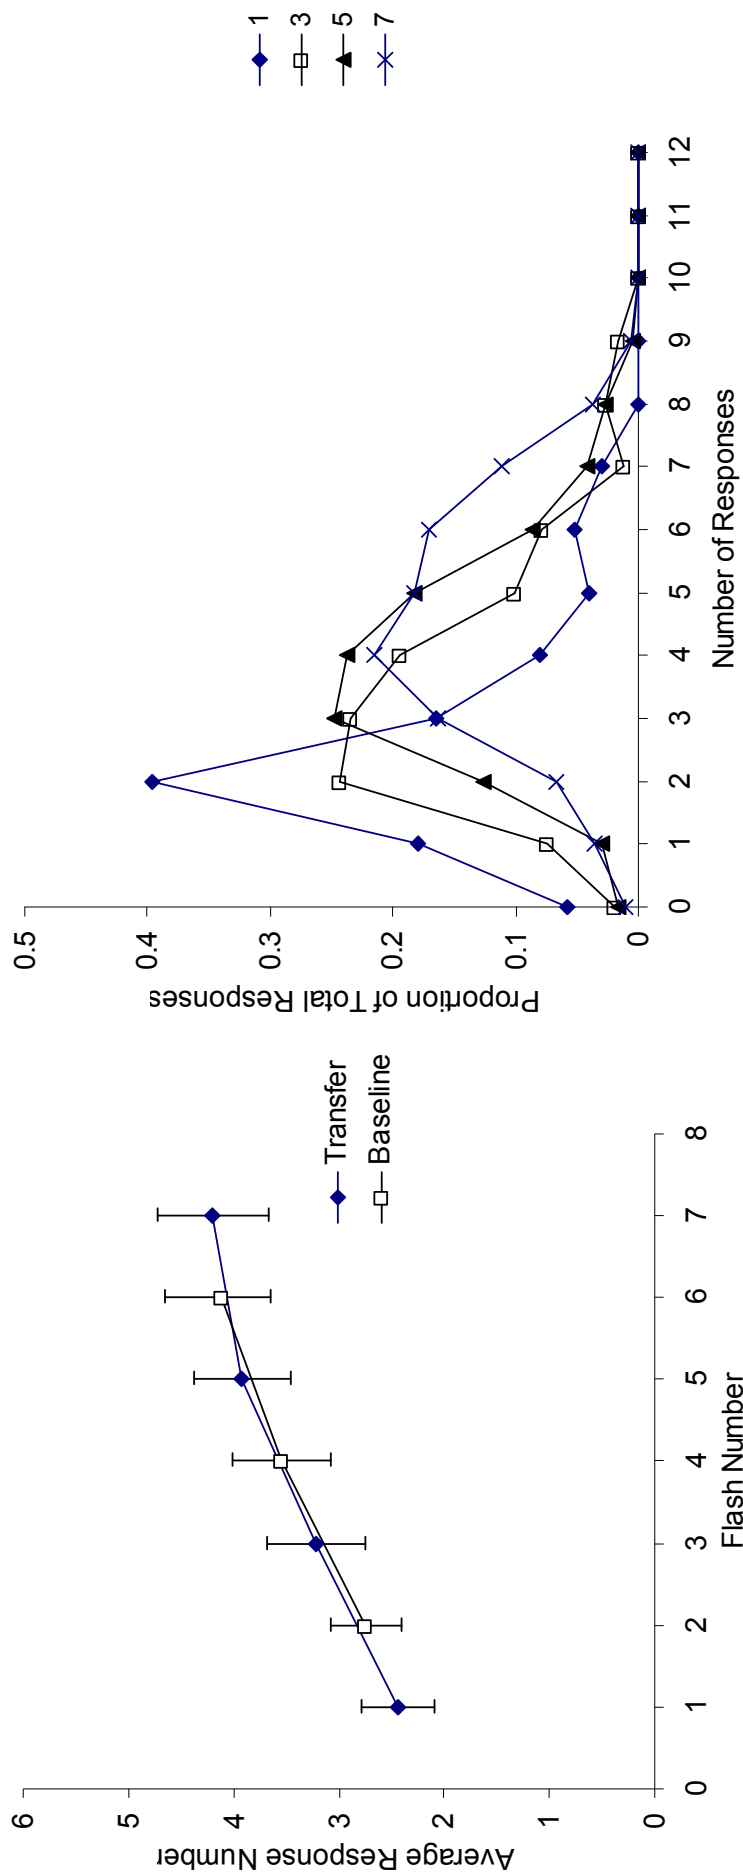 Average Response Number
6
5
4
3
2
1
0
0 1 2 3 4 5 6 7 8
Flash Number
Transfer
Baseline
Proportion of Total Responses
0.5
0.4
0.3
0.2
0.1
0
0 1 2 3 4 5 6 7 8 9 10 11 12
Number of Responses
1
3
5
7